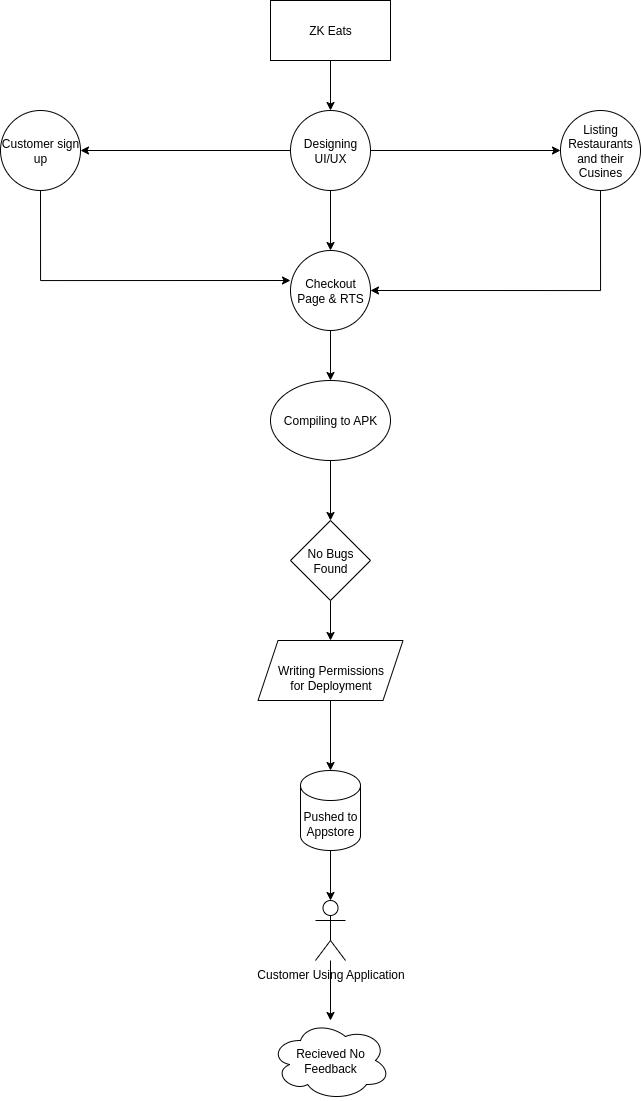 ZK Eats
Customer sign
up
Designing
UI/UX
Listing
Restaurants
and their
Cusines
Checkout
Page & RTS
Compiling to APK
No Bugs
Found
Writing Permissions
for Deployment
Pushed to
Appstore
Customer Using Application
Recieved No
Feedback